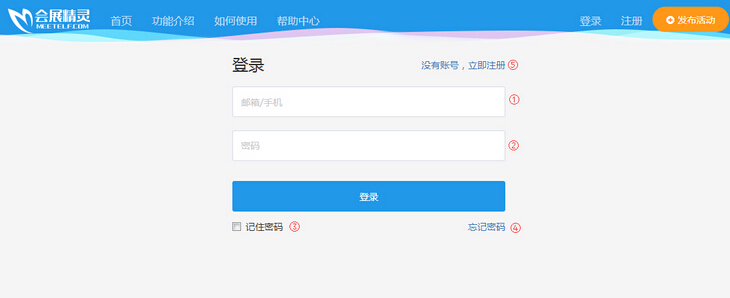 会展精灵
MEETELF.COM
首页 功能介绍 如何使用 帮助中心 登录 注册 发布活动
登录 没有账号，立即注册 ⑤
邮箱/手机 ①
密码 ②
登录
记住密码 ③ 忘记密码 ④